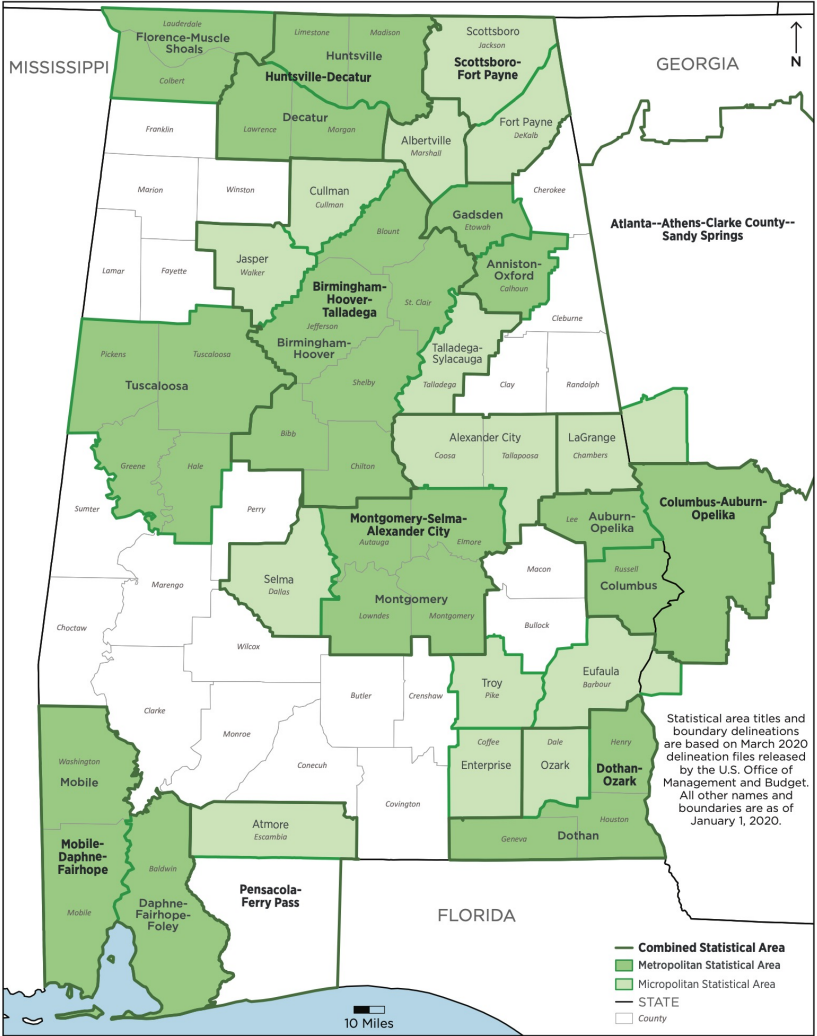 Lauderdale
Florence-Muscle
Shoals
Colbert
Limestone
Madison
Huntsville
Huntsville-Decatur
Scottsboro
Jackson
Scottsboro-
Fort Payne
N
MISSISSIPPI
GEORGIA
Decatur
Lawrence
Morgan
Franklin
Albertville
Marshall
Fort Payne
DeKalb
Marion
Winston
Cullman
Cullman
Cherokee
Blount
Gadsden
Etowah
Atlanta--Athens-Clarke County--
Sandy Springs
Lamar
Fayette
Jasper
Walker
Anniston-
Oxford
Calhoun
Birmingham-
Hoover-
Talladega
Jefferson
Birmingham-
Hoover
St. Clair
Cleburne
Pickens
Tuscaloosa
Tuscaloosa
Talladega-
Sylacauga
Talladega
Shelby
Clay
Randolph
Bibb
Chilton
Alexander City
Coosa
Tallapoosa
LaGrange
Chambers
Greene
Hale
Sumter
Perry
Montgomery-Selma-
Alexander City
Autauga
Elmore
Lee
Auburn-
Opelika
Columbus-Auburn-
Opelika
Marengo
Selma
Dallas
Montgomery
Lowndes
Montgomery
Macon
Russell
Columbus
Choctaw
Wilcox
Bullock
Clarke
Monroe
Butler
Crenshaw
Troy
Pike
Eufaula
Barbour
Washington
Mobile
Conecuh
Covington
Coffee
Enterprise
Dale
Ozark
Henry
Dothan-
Ozark
Houston
Geneva
Dothan
Statistical area titles and
boundary delineations
are based on March 2020
delineation files released
by the U.S. Office of
Management and Budget.
All other names and
boundaries are as of
January 1, 2020.
Atmore
Escambia
Mobile-
Daphne-
Fairhope
Mobile
Baldwin
Daphne-
Fairhope-
Foley
Pensacola-
Ferry Pass
FLORIDA
Combined Statistical Area
Metropolitan Statistical Area
Micropolitan Statistical Area
STATE
County
10 Miles